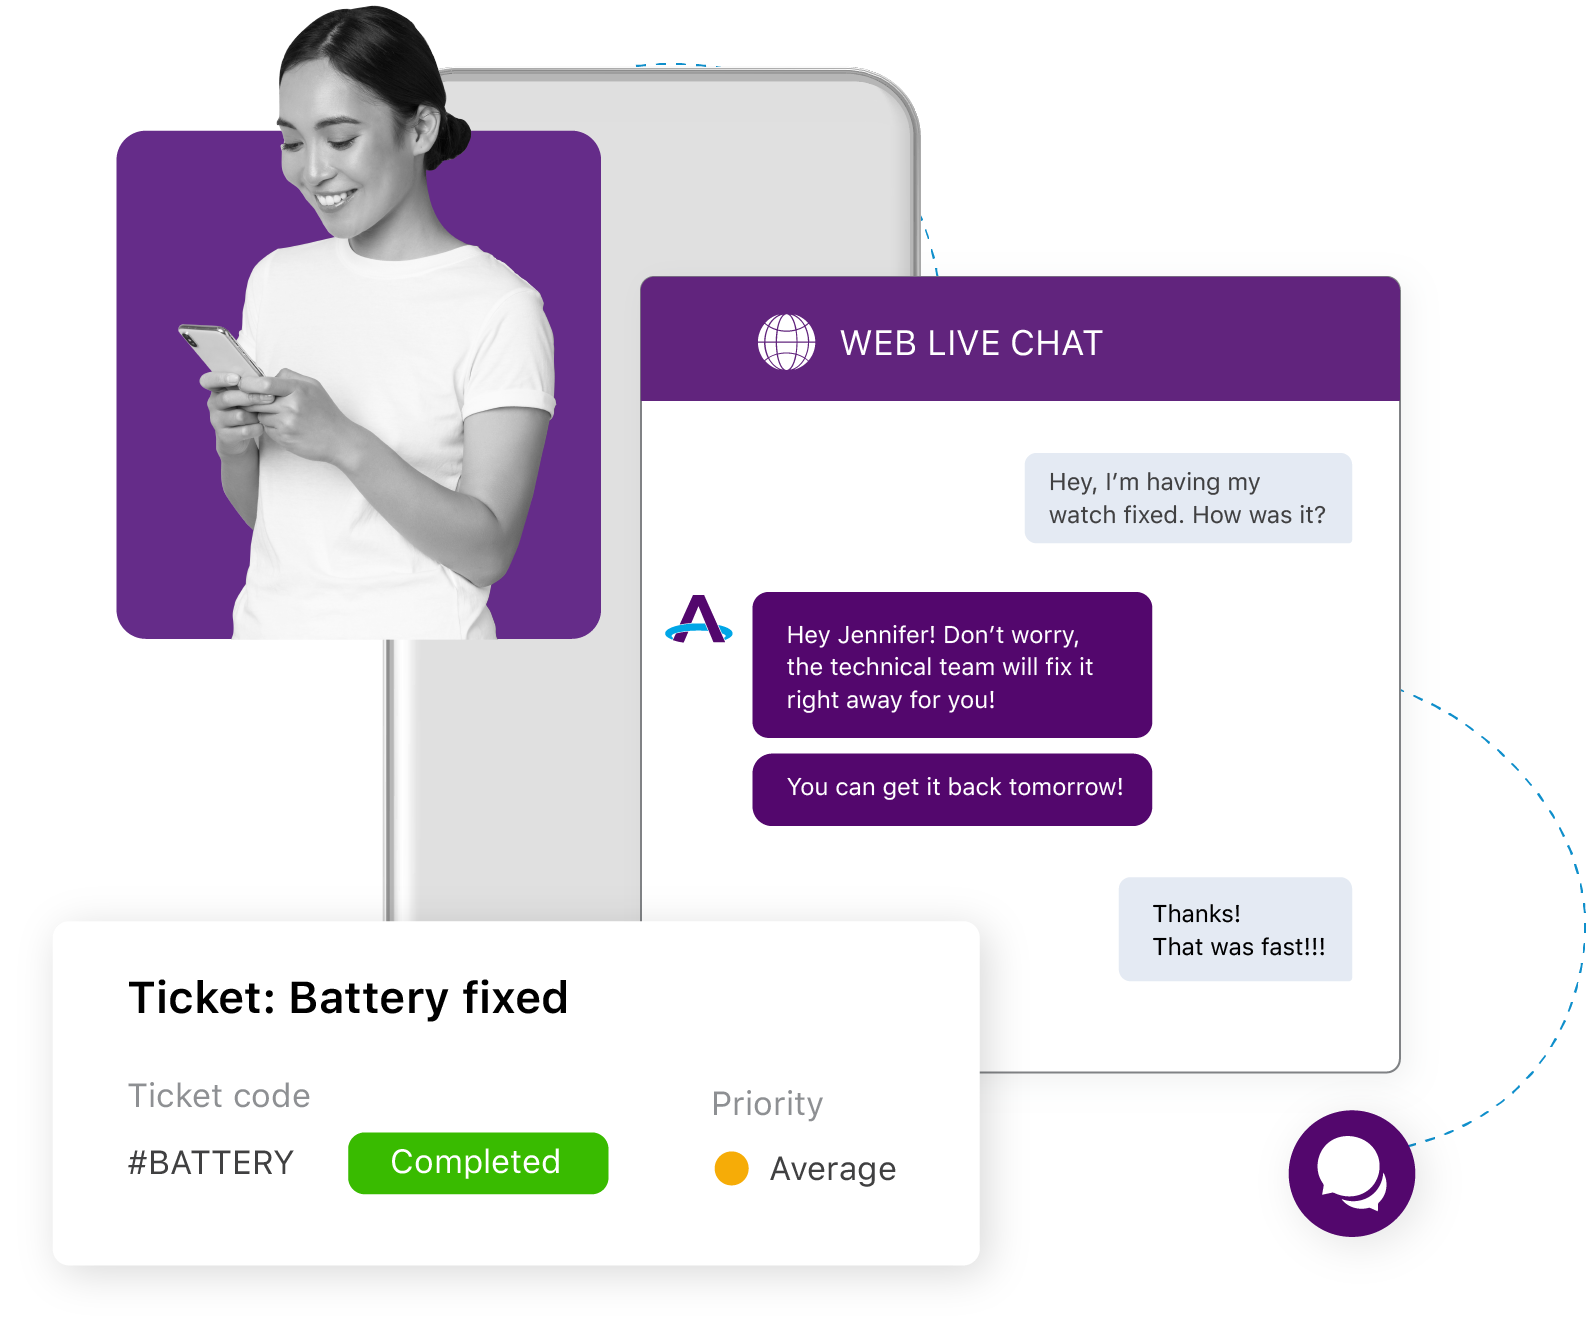 WEB LIVE CHAT
Hey, I’m having my
watch fixed. How was it?
Hey Jennifer! Don’t worry,
the technical team will fix it
right away for you!
You can get it back tomorrow!
Thanks!
That was fast!!!
Ticket: Battery fixed
Ticket code
#BATTERY
Completed
Priority
Average